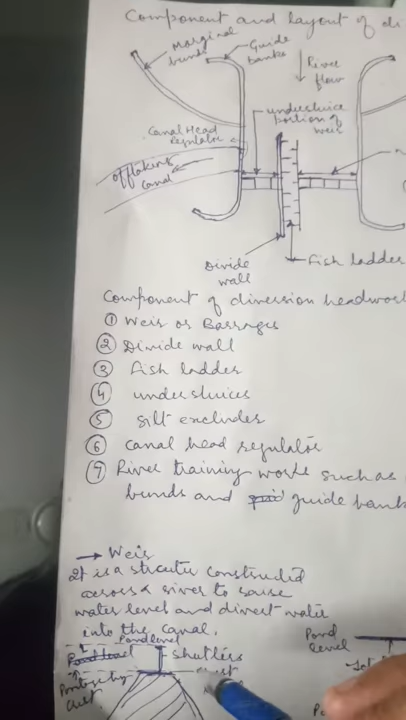 Component and layout of di
Marginal
bunds
Guide
banks
River
flow
undersluice
portion of
weir
Canal Head
Regulator
offtaking
canal
Divide
wall
Fish ladder
Component of diversion headwor
① Weir or Barrages
② Divide wall
③ Fish ladder
④ undersluices
⑤ silt excluder
⑥ canal head regulator
⑦ River training works such as
bunds and guide bank
→ Weir
It is a structer constructed
across a river to raise
water level and divert water
into the canal.
Pond level
shutters
crust
Pond
level